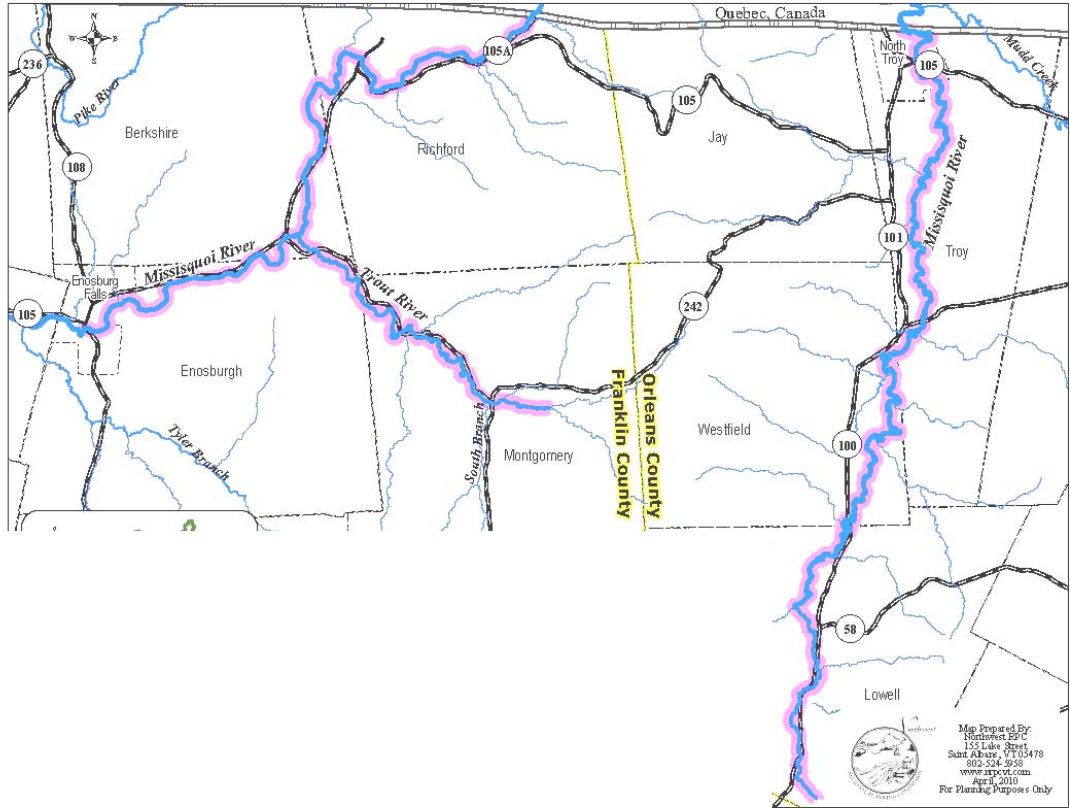 Quebec, Canada
N
W
S
236
Pike River
Berkshire
108
105A
Richford
105
Jay
North
Troy
105
Mudd Creek
Missisquoi River
101
Troy
Missisquoi River
Enosburg
Falls
105
Trout River
242
Enosburgh
Tyler Branch
South Branch
Montgomery
Franklin County
Orleans County
Westfield
100
58
Lowell
Northwest
Map Prepared By:
Northwest RPC
155 Lake Street
Saint Albans, VT 05478
802-524-5958
www.nrpcvt.com
April, 2010
For Planning Purposes Only